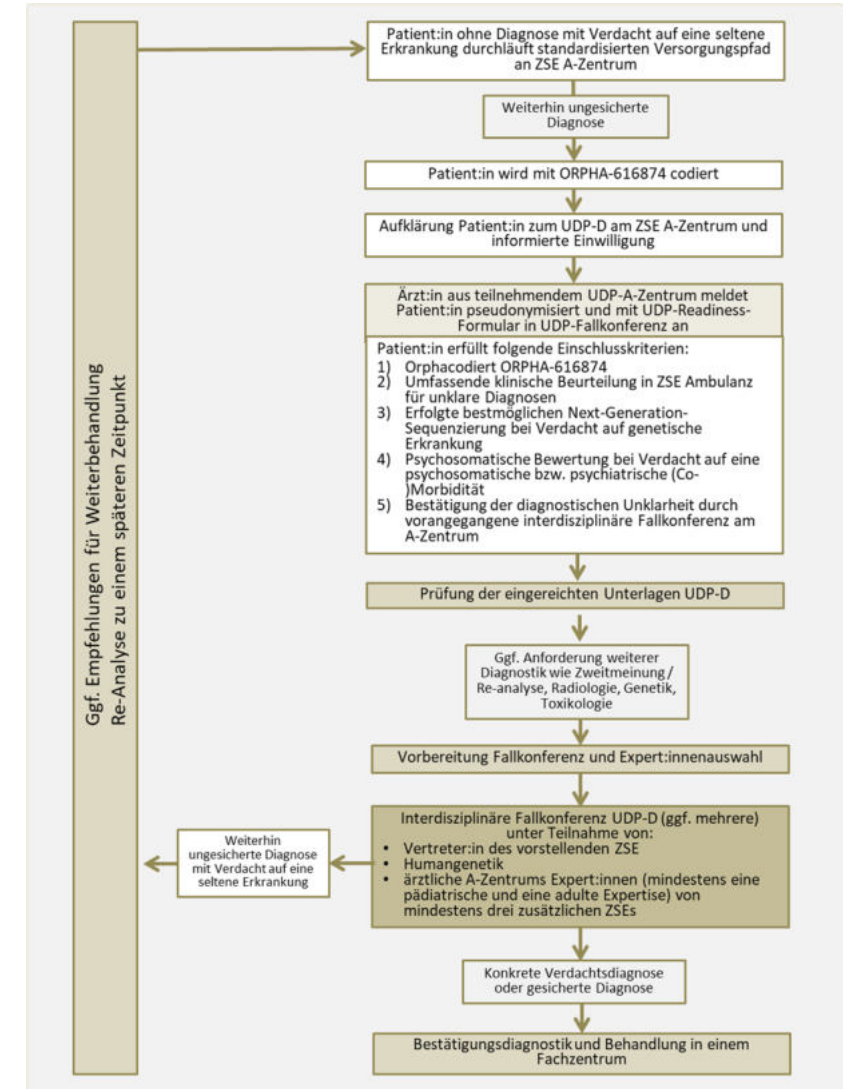 Ggf. Empfehlungen für Weiterbehandlung
Re-Analyse zu einem späteren Zeitpunkt
Patient:in ohne Diagnose mit Verdacht auf eine seltene
Erkrankung durchläuft standardisierten Versorgungspfad
an ZSE A-Zentrum
Weiterhin ungesicherte
Diagnose
Patient:in wird mit ORPHA-616874 codiert
Aufklärung Patient:in zum UDP-D am ZSE A-Zentrum und
informierte Einwilligung
Ärzt:in aus teilnehmendem UDP-A-Zentrum meldet
Patient:in pseudonymisiert und mit UDP-Readiness-
Formular in UDP-Fallkonferenz an
Patient:in erfüllt folgende Einschlusskriterien:
1) Orphacodiert ORPHA-616874
2) Umfassende klinische Beurteilung in ZSE Ambulanz
für unklare Diagnosen
3) Erfolgte bestmöglichen Next-Generation-
Sequenzierung bei Verdacht auf genetische
Erkrankung
4) Psychosomatische Bewertung bei Verdacht auf eine
psychosomatische bzw. psychiatrische (Co-
)Morbidität
5) Bestätigung der diagnostischen Unklarheit durch
vorangegangene interdisziplinäre Fallkonferenz am
A-Zentrum
Prüfung der eingereichten Unterlagen UDP-D
Ggf. Anforderung weiterer
Diagnostik wie Zweitmeinung /
Re-analyse, Radiologie, Genetik,
Toxikologie
Vorbereitung Fallkonferenz und Expert:innenauswahl
Interdisziplinäre Fallkonferenz UDP-D (ggf. mehrere)
unter Teilnahme von:
• Vertreter:in des vorstellenden ZSE
• Humangenetik
• ärztliche A-Zentrums Expert:innen (mindestens eine
pädiatrische und eine adulte Expertise) von
mindestens drei zusätzlichen ZSEs
Weiterhin
ungesicherte Diagnose
mit Verdacht auf eine
seltene Erkrankung
Konkrete Verdachtsdiagnose
oder gesicherte Diagnose
Bestätigungsdiagnostik und Behandlung in einem
Fachzentrum